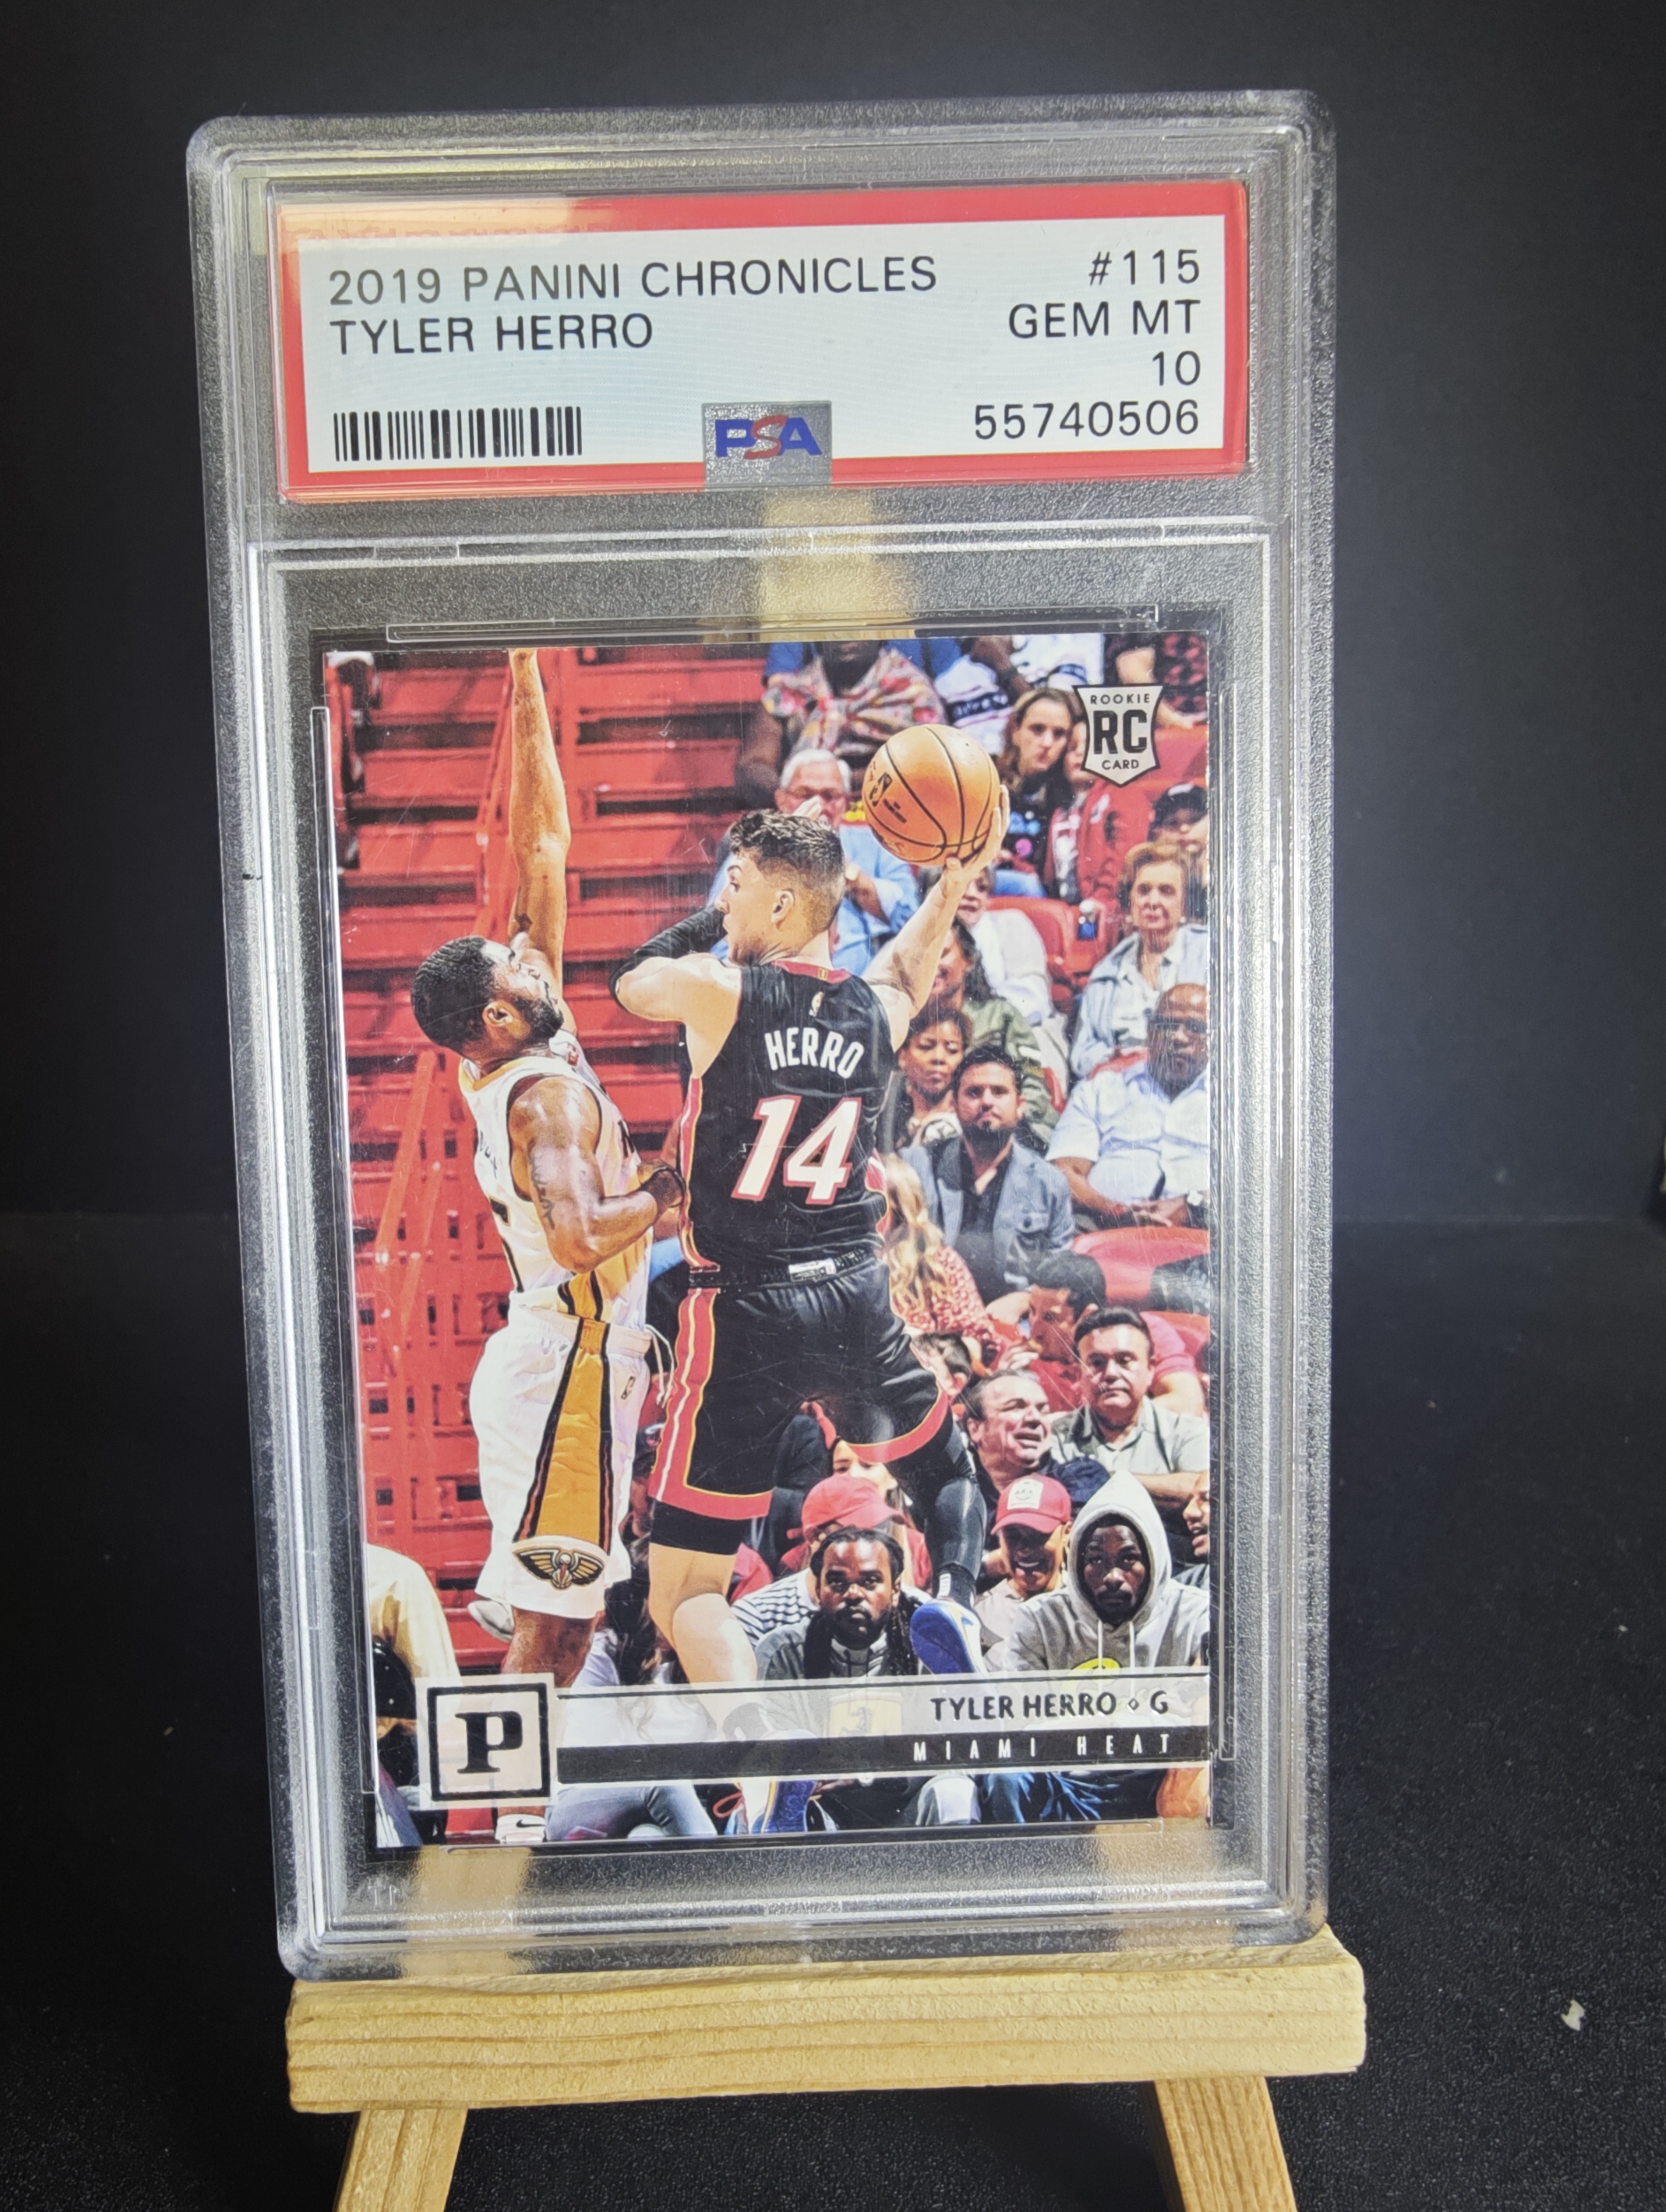 2019 PANINI CHRONICLES #115
TYLER HERRO GEM MT
10
PSA 55740506
ROOKIE
RC
CARD
HERRO
14
P
TYLER HERRO ⋄ G
MIAMI HEAT